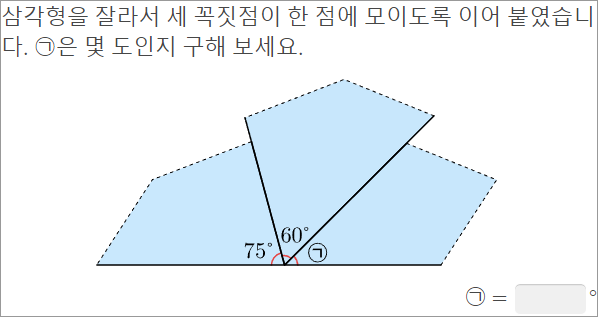 삼각형을 잘라서 세 꼭짓점이 한 점에 모이도록 이어 붙였습니
다. ㉠은 몇 도인지 구해 보세요.
60°
75°
㉠
㉠ = °